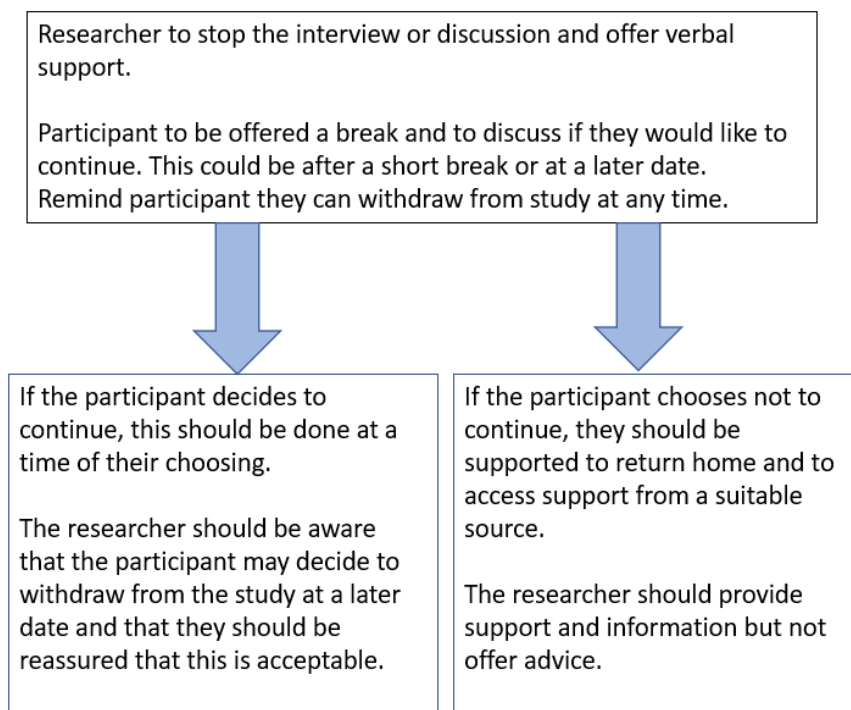 Researcher to stop the interview or discussion and offer verbal
support.
Participant to be offered a break and to discuss if they would like to
continue. This could be after a short break or at a later date.
Remind participant they can withdraw from study at any time.
If the participant decides to
continue, this should be done at a
time of their choosing.
The researcher should be aware
that the participant may decide to
withdraw from the study at a later
date and that they should be
reassured that this is acceptable.
If the participant chooses not to
continue, they should be
supported to return home and to
access support from a suitable
source.
The researcher should provide
support and information but not
offer advice.